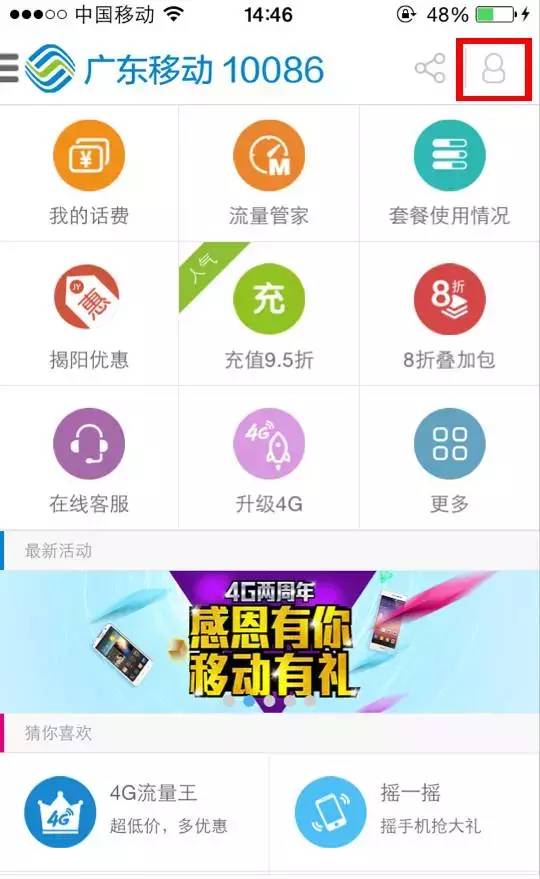 中国移动 14:46 48%
广东移动 10086
¥ M
我的话费 流量管家 套餐使用情况
人气
JY 惠 充 8折
揭阳优惠 充值9.5折 8折叠加包
4G
在线客服 升级4G 更多
最新活动
4G两周年
感恩有你
移动有礼
猜你喜欢
4G流量王 摇一摇
4G
超低价，多优惠 摇手机抢大礼